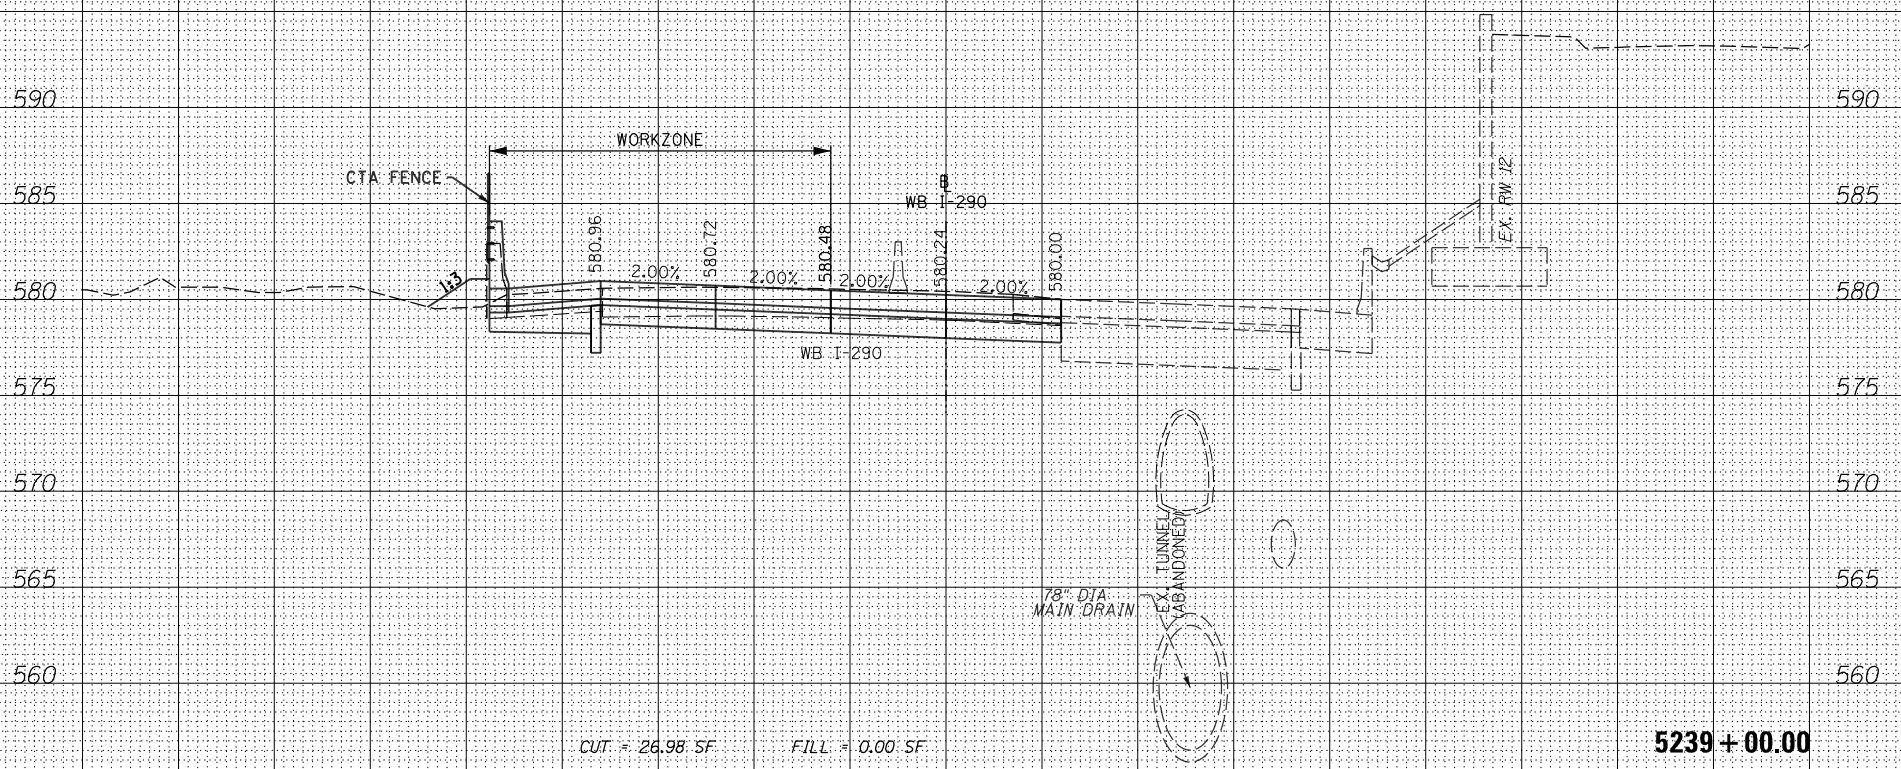 590
590
WORKZONE
CTA FENCE
585
585
EX. RW 12
BL
WB I-290
580.96
580.72
580.48
580.24
580.00
1:3
2.00%
2.00%
2.00%
2.00%
580
580
WB I-290
575
575
570
570
EX. TUNNEL
(ABANDONED)
565
565
78" DIA
MAIN DRAIN
560
560
CUT = 26.98 SF
FILL = 0.00 SF
5239+00.00